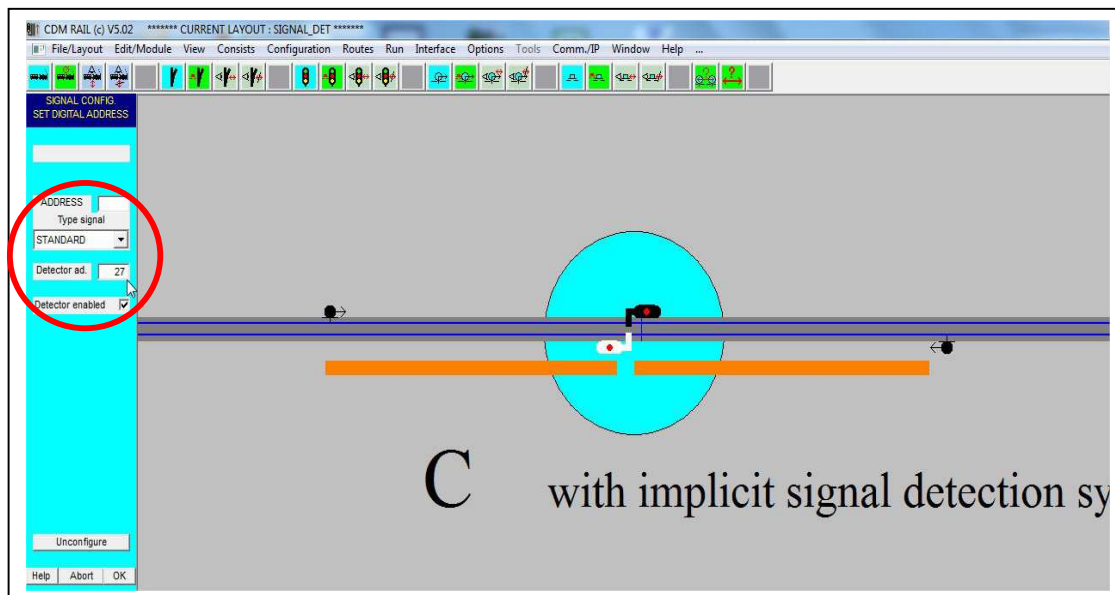 CDM RAIL (c) V5.02 ******* CURRENT LAYOUT : SIGNAL_DET *******
File/Layout Edit/Module View Consists Configuration Routes Run Interface Options Tools Comm./IP Window Help ...
SIGNAL CONFIG.
SET DIGITAL ADDRESS
ADDRESS
Type signal
STANDARD
Detector ad. 27
Detector enabled
C with implicit signal detection sy
Unconfigure
Help Abort OK